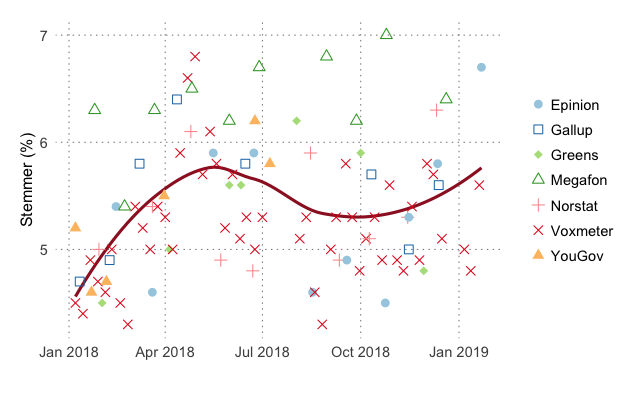 7
6
5
Stemmer (%)
Jan 2018 Apr 2018 Jul 2018 Oct 2018 Jan 2019
Epinion
Gallup
Greens
Megafon
Norstat
Voxmeter
YouGov